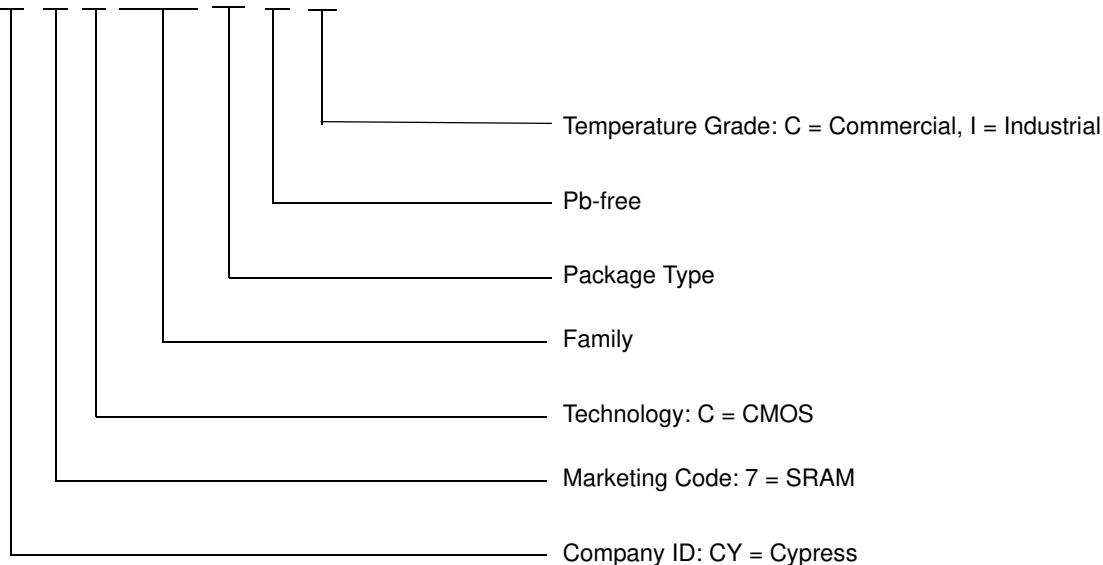 Temperature Grade: C = Commercial, I = Industrial
Pb-free
Package Type
Family
Technology: C = CMOS
Marketing Code: 7 = SRAM
Company ID: CY = Cypress